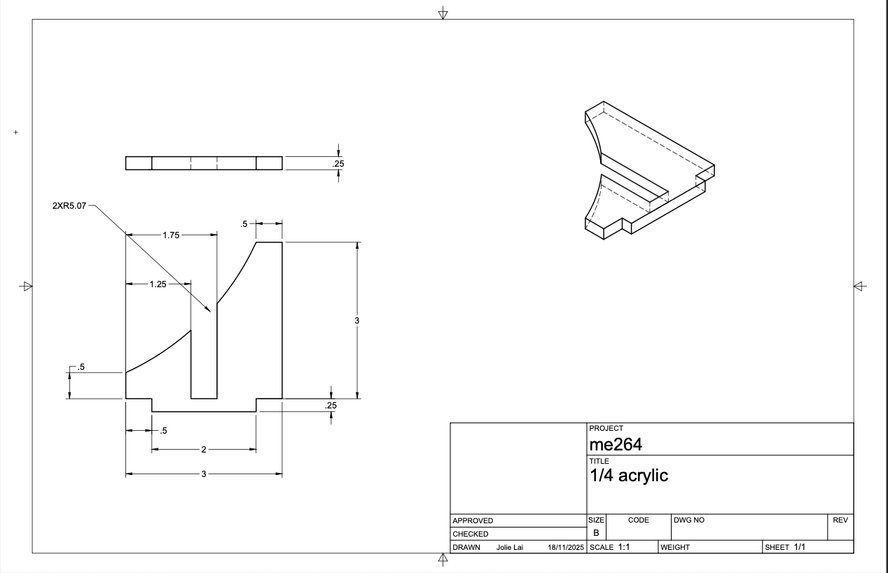 .25
2XR5.07
.5
1.75
1.25
3
.5
.25
.5
2
3
PROJECT
me264
TITLE
1/4 acrylic
APPROVED
SIZE CODE DWG NO REV
CHECKED
B
DRAWN Jolie Lai 18/11/2025 SCALE 1:1 WEIGHT SHEET 1/1